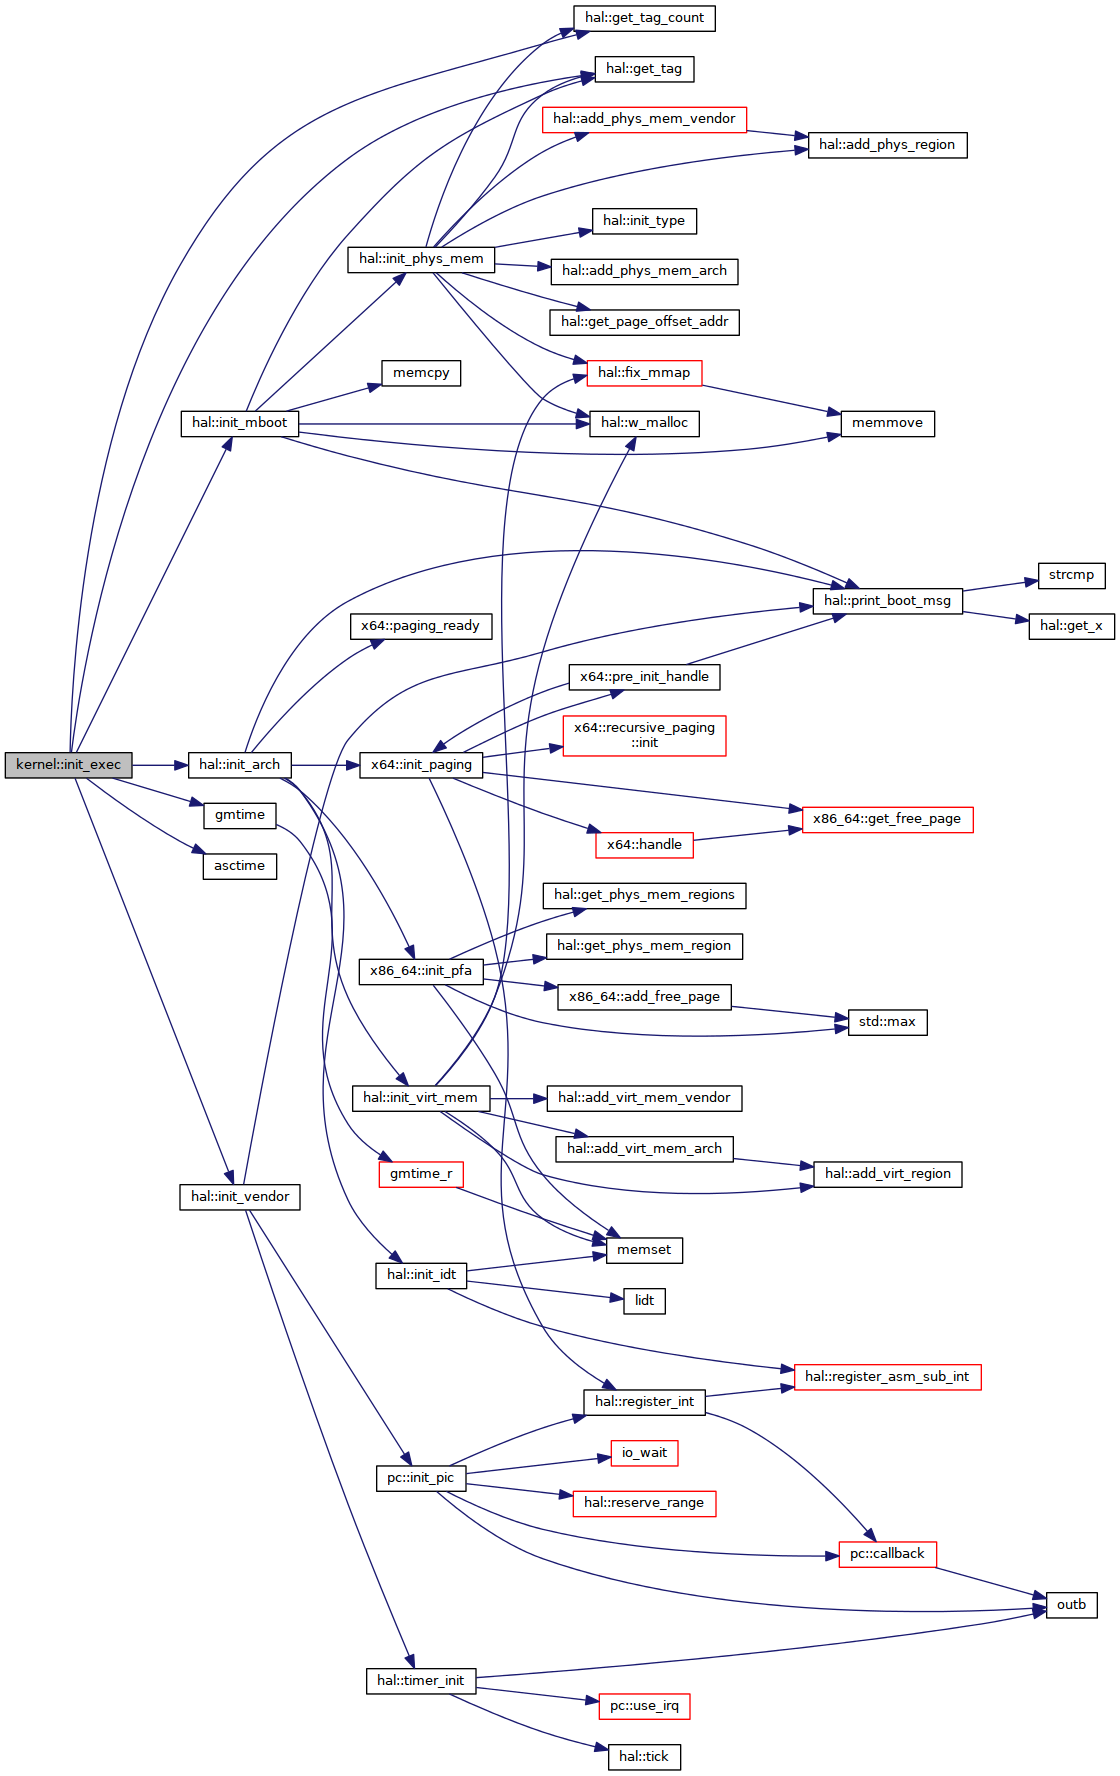 hal::get_tag_count
hal::get_tag
hal::add_phys_mem_vendor
hal::add_phys_region
hal::init_type
hal::init_phys_mem
hal::add_phys_mem_arch
hal::get_page_offset_addr
memcpy
hal::fix_mmap
hal::init_mboot
hal::w_malloc
memmove
strcmp
hal::print_boot_msg
x64::paging_ready
hal::get_x
x64::pre_init_handle
x64::recursive_paging
::init
kernel::init_exec
hal::init_arch
x64::init_paging
gmtime
x86_64::get_free_page
x64::handle
asctime
hal::get_phys_mem_regions
hal::get_phys_mem_region
x86_64::init_pfa
x86_64::add_free_page
std::max
hal::init_virt_mem
hal::add_virt_mem_vendor
hal::add_virt_mem_arch
gmtime_r
hal::add_virt_region
hal::init_vendor
memset
hal::init_idt
lidt
hal::register_asm_sub_int
hal::register_int
io_wait
pc::init_pic
hal::reserve_range
pc::callback
outb
hal::timer_init
pc::use_irq
hal::tick